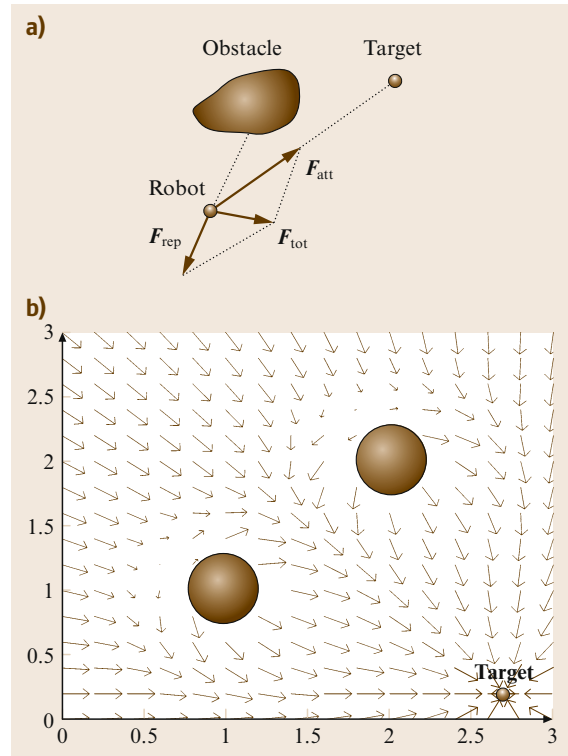 a)
Obstacle
Target
Robot
F_att
F_rep
F_tot
b)
3
2.5
2
1.5
1
0.5
0
Target
0 0.5 1 1.5 2 2.5 3